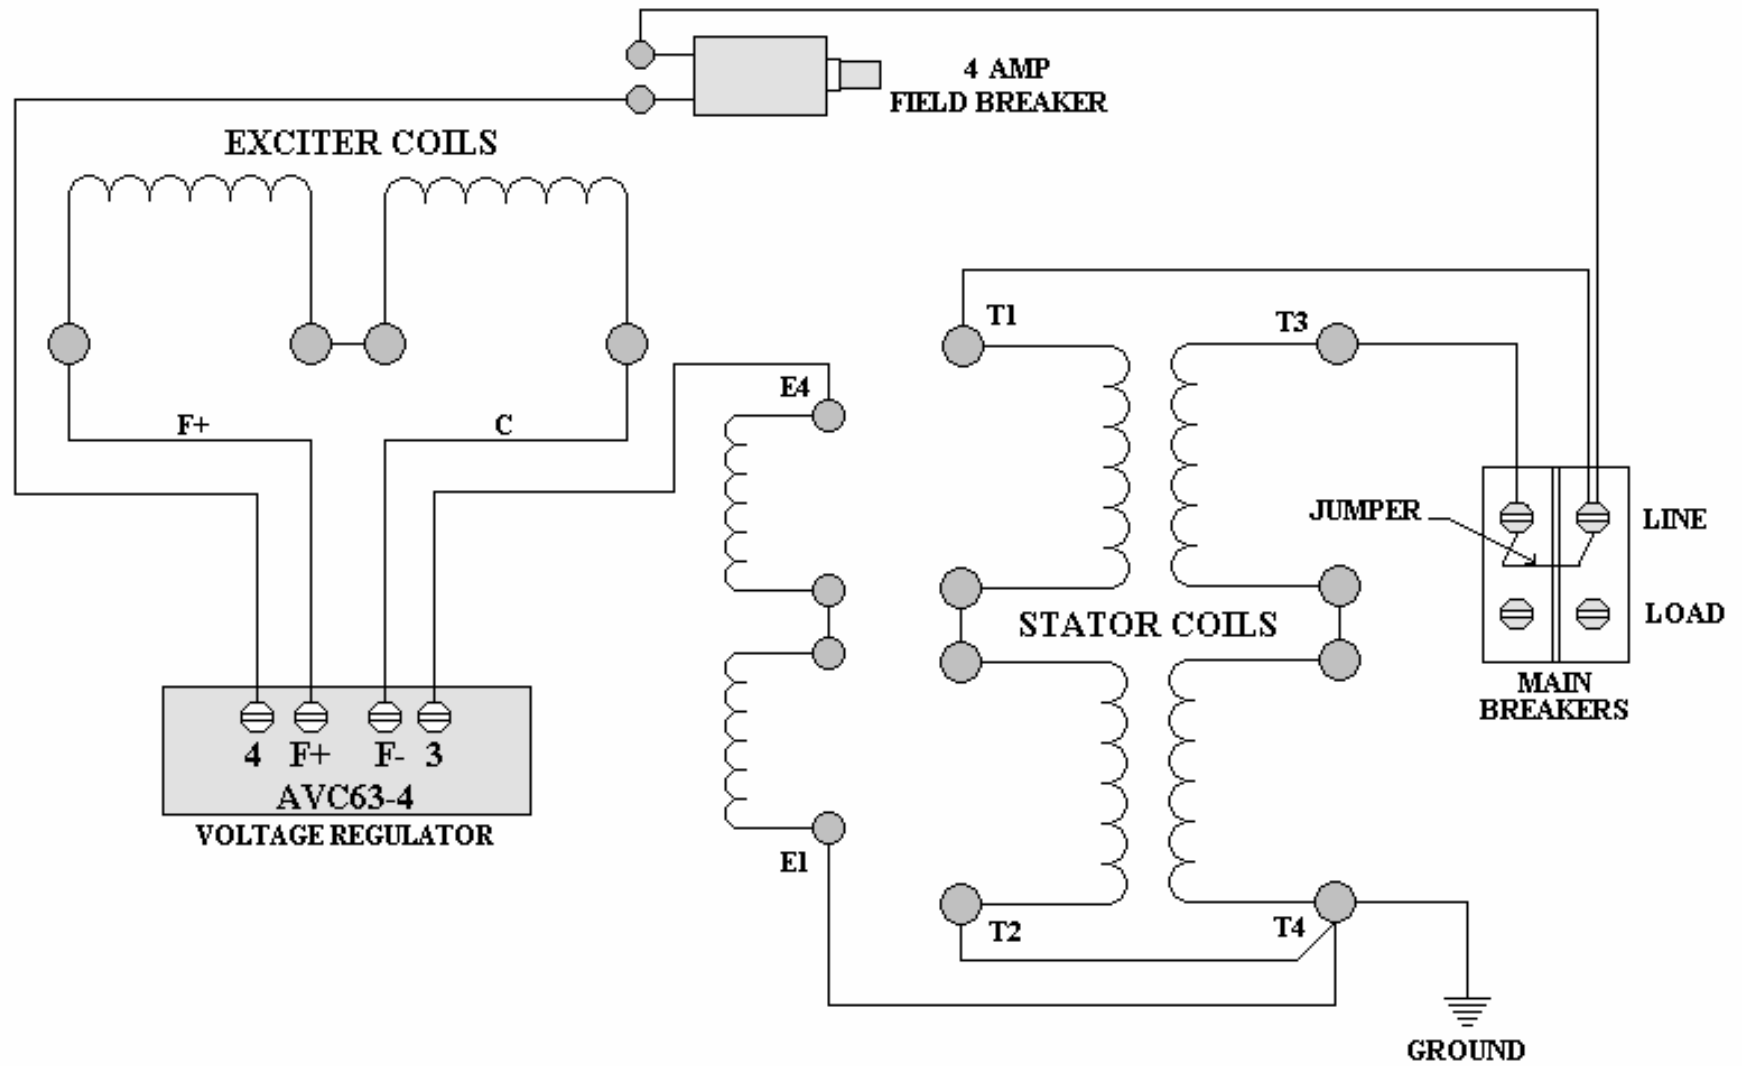 4 AMP
FIELD BREAKER
EXCITER COILS
T1
T3
E4
F+
C
JUMPER
LINE
STATOR COILS
LOAD
MAIN
BREAKERS
4 F+ F- 3
AVC63-4
VOLTAGE REGULATOR
E1
T2
T4
GROUND